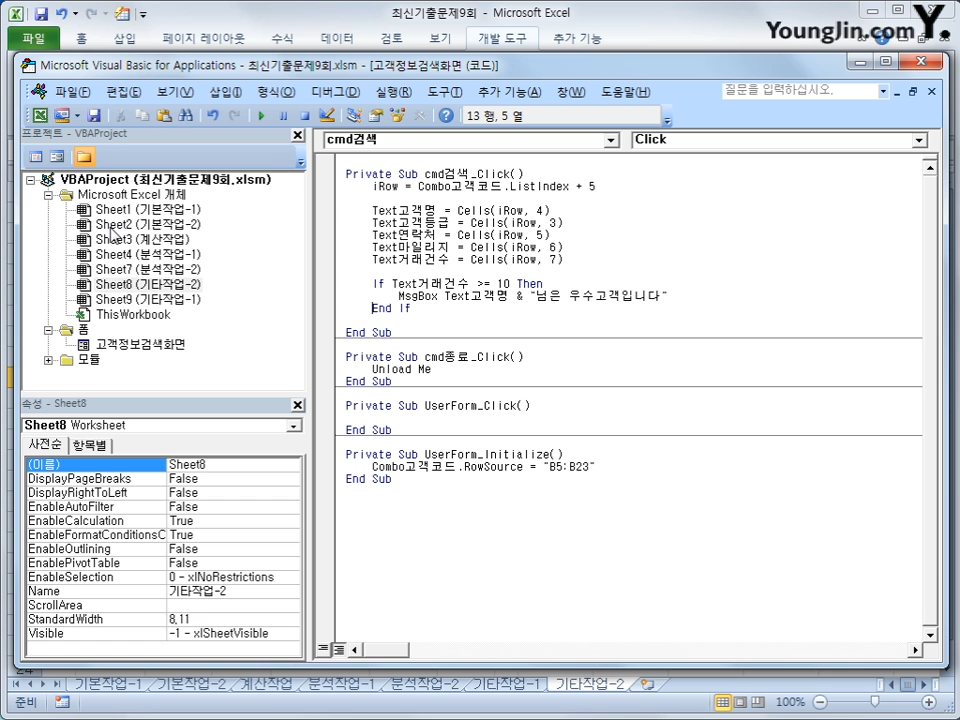 최신기출문제9회 - Microsoft Excel
파일 홈 삽입 페이지 레이아웃 수식 데이터 검토 보기 개발 도구 추가 기능
YoungJin.com Y.
Microsoft Visual Basic for Applications - 최신기출문제9회.xlsm - [고객정보검색화면 (코드)]
파일(F) 편집(E) 보기(V) 삽입(I) 형식(O) 디버그(D) 실행(R) 도구(T) 추가 기능(A) 창(W) 도움말(H) 질문을 입력하십시오.
13 행, 5 열
프로젝트 - VBAProject
VBAProject (최신기출문제9회.xlsm)
Microsoft Excel 개체
Sheet1 (기본작업-1)
Sheet2 (기본작업-2)
Sheet3 (계산작업)
Sheet4 (분석작업-1)
Sheet7 (분석작업-2)
Sheet8 (기타작업-2)
Sheet9 (기타작업-1)
ThisWorkbook
폼
고객정보검색화면
모듈
속성 - Sheet8
Sheet8 Worksheet
사전순 항목별
(이름) Sheet8
DisplayPageBreaks False
DisplayRightToLeft False
EnableAutoFilter False
EnableCalculation True
EnableFormatConditionsC True
EnableOutlining False
EnablePivotTable False
EnableSelection 0 - xlNoRestrictions
Name 기타작업-2
ScrollArea
StandardWidth 8,11
Visible -1 - xlSheetVisible
cmd검색 Click
Private Sub cmd검색_Click()
iRow = Combo고객코드.ListIndex + 5
Text고객명 = Cells(iRow, 4)
Text고객등급 = Cells(iRow, 3)
Text연락처 = Cells(iRow, 5)
Text마일리지 = Cells(iRow, 6)
Text거래건수 = Cells(iRow, 7)
If Text거래건수 >= 10 Then
MsgBox Text고객명 & "님은 우수고객입니다"
End If
End Sub
Private Sub cmd종료_Click()
Unload Me
End Sub
Private Sub UserForm_Click()
End Sub
Private Sub UserForm_Initialize()
Combo고객코드.RowSource = "B5:B23"
End Sub
기본작업-1 기본작업-2 계산작업 분석작업-1 분석작업-2 기타작업-1 기타작업-2
준비 100%